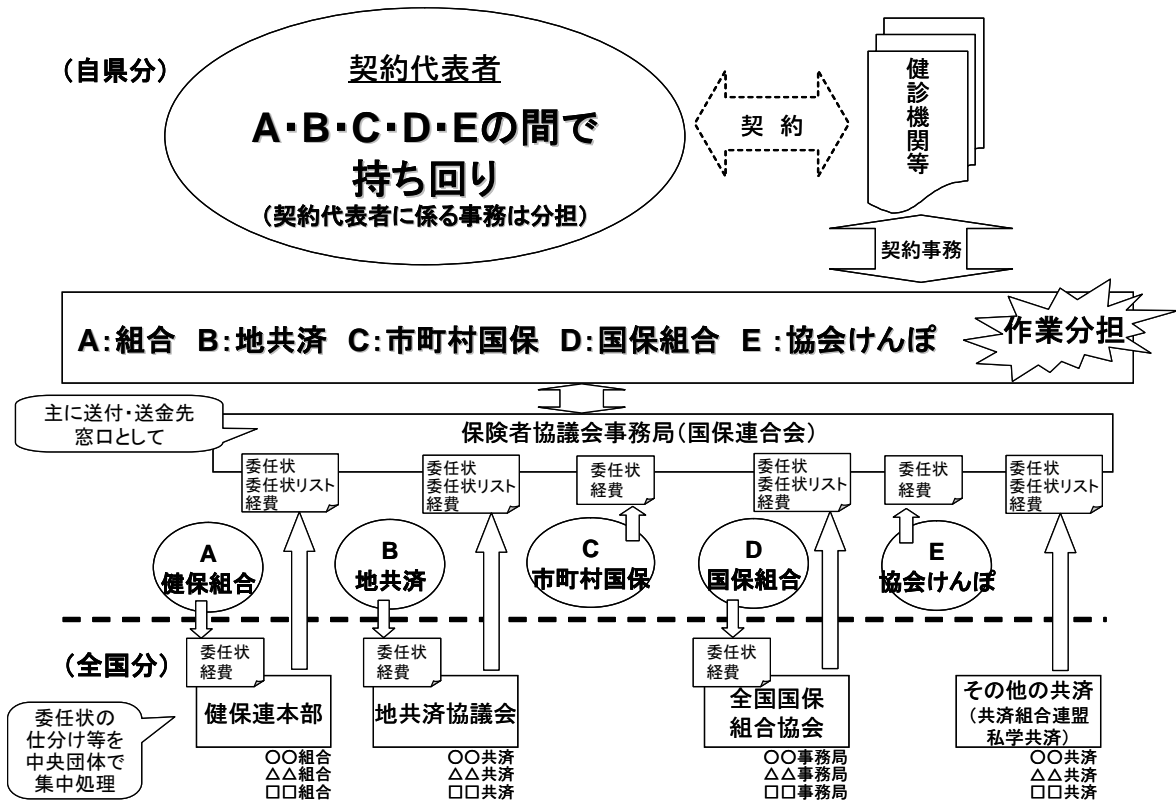 (自県分)
契約代表者
A・B・C・D・Eの間で
持ち回り
(契約代表者に係る事務は分担)
契 約
健診機関等
契約事務
A:組合 B:地共済 C:市町村国保 D:国保組合 E:協会けんぽ
作業分担
主に送付・送金先
窓口として
保険者協議会事務局(国保連合会)
委任状
委任状リスト
経費
委任状
委任状リスト
経費
委任状
経費
委任状
委任状リスト
経費
委任状
経費
委任状
委任状リスト
経費
A
健保組合
B
地共済
C
市町村国保
D
国保組合
E
協会けんぽ
(全国分)
委任状
経費
委任状
経費
委任状
経費
健保連本部
地共済協議会
全国国保
組合協会
その他の共済
(共済組合連盟
私学共済)
委任状の
仕分け等を
中央団体で
集中処理
○○組合
△△組合
□□組合
○○共済
△△共済
□□共済
○○事務局
△△事務局
□□事務局
○○共済
△△共済
□□共済